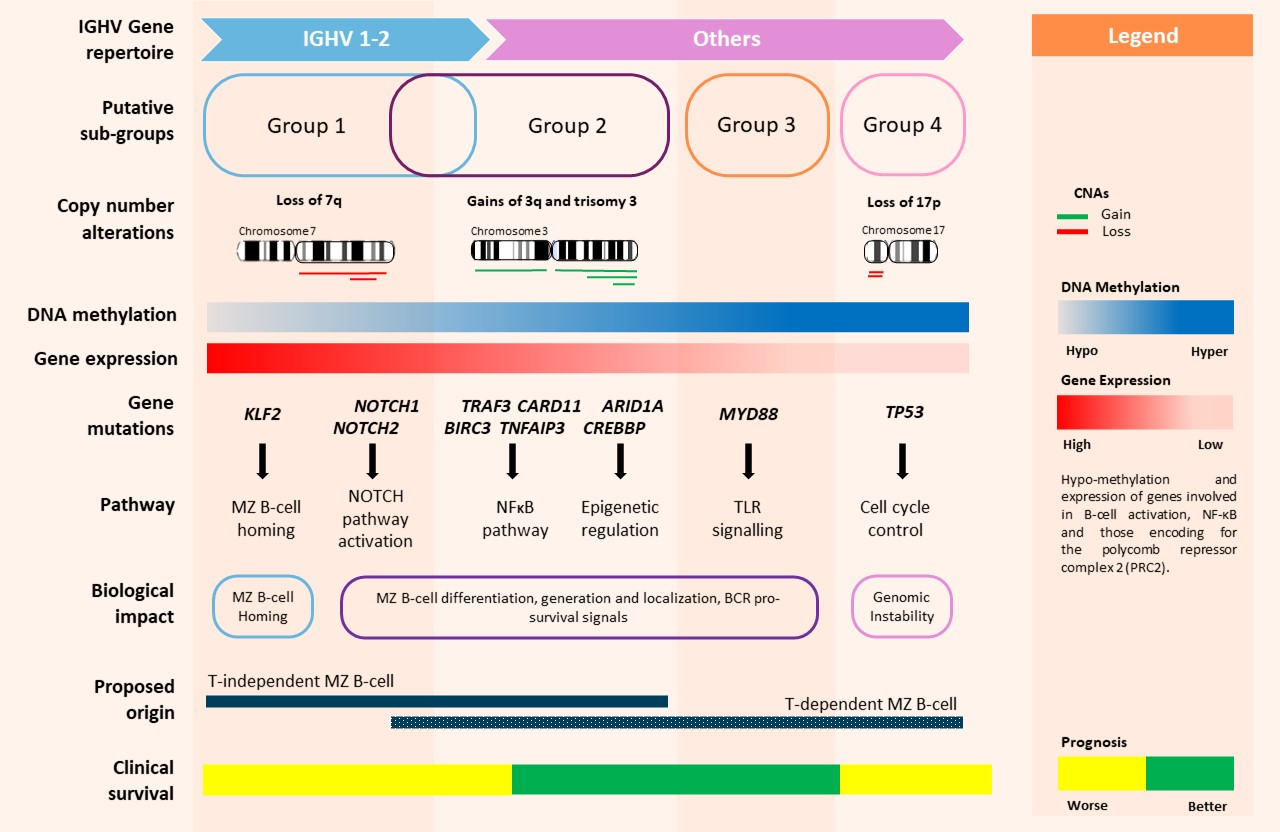 IGHV Gene
repertoire
IGHV 1-2
Others
Legend
Putative
sub-groups
Group 1
Group 2
Group 3
Group 4
Copy number
alterations
Loss of 7q
Gains of 3q and trisomy 3
Loss of 17p
Chromosome 7
Chromosome 3
Chromosome 17
CNAs
Gain
Loss
DNA methylation
DNA Methylation
Hypo
Hyper
Gene expression
Gene Expression
High
Low
Gene
mutations
KLF2
NOTCH1
NOTCH2
TRAF3 CARD11
BIRC3 TNFAIP3
ARID1A
CREBBP
MYD88
TP53
Pathway
MZ B-cell
homing
NOTCH
pathway
activation
NFκB
pathway
Epigenetic
regulation
TLR
signalling
Cell cycle
control
Hypo-methylation and
expression of genes involved
in B-cell activation, NF-κB
and those encoding for
the polycomb repressor
complex 2 (PRC2).
Biological
impact
MZ B-cell
Homing
MZ B-cell differentiation, generation and localization, BCR pro-
survival signals
Genomic
Instability
Proposed
origin
T-independent MZ B-cell
T-dependent MZ B-cell
Clinical
survival
Prognosis
Worse
Better